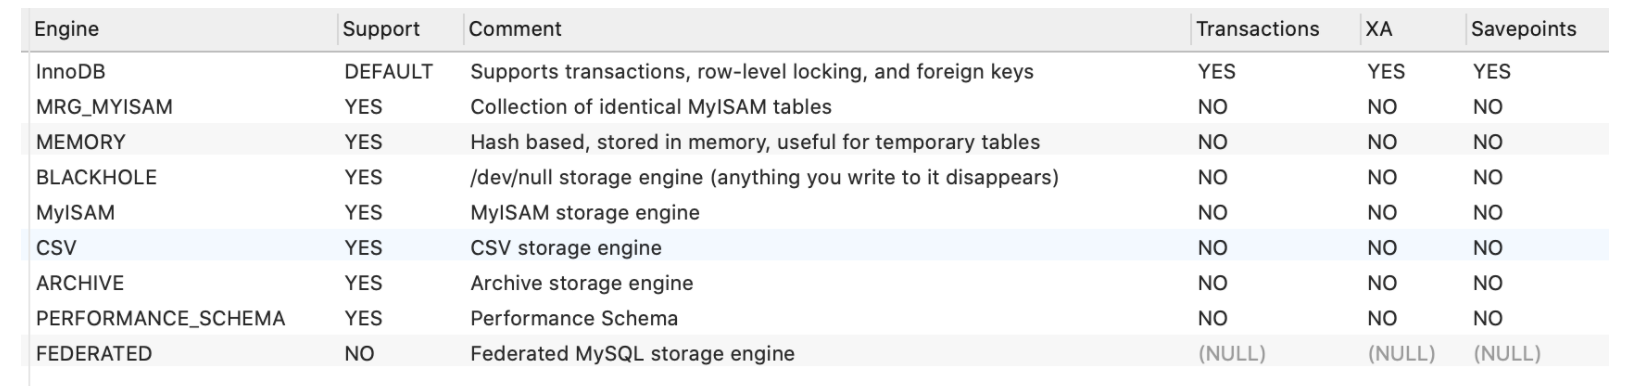 Engine Support Comment Transactions XA Savepoints
InnoDB DEFAULT Supports transactions, row-level locking, and foreign keys YES YES YES
MRG_MYISAM YES Collection of identical MyISAM tables NO NO NO
MEMORY YES Hash based, stored in memory, useful for temporary tables NO NO NO
BLACKHOLE YES /dev/null storage engine (anything you write to it disappears) NO NO NO
MyISAM YES MyISAM storage engine NO NO NO
CSV YES CSV storage engine NO NO NO
ARCHIVE YES Archive storage engine NO NO NO
PERFORMANCE_SCHEMA YES Performance Schema NO NO NO
FEDERATED NO Federated MySQL storage engine (NULL) (NULL) (NULL)